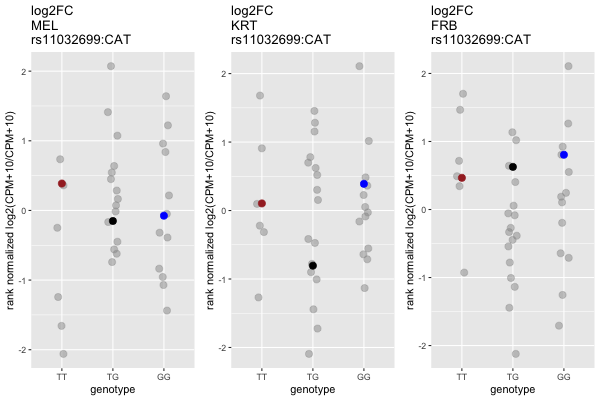 log2FC
MEL
rs11032699:CAT
rank normalized log2(CPM+10/CPM+10)
2
1
0
-1
-2
TT
TG
GG
genotype
log2FC
KRT
rs11032699:CAT
rank normalized log2(CPM+10/CPM+10)
2
1
0
-1
-2
TT
TG
GG
genotype
log2FC
FRB
rs11032699:CAT
rank normalized log2(CPM+10/CPM+10)
2
1
0
-1
-2
TT
TG
GG
genotype